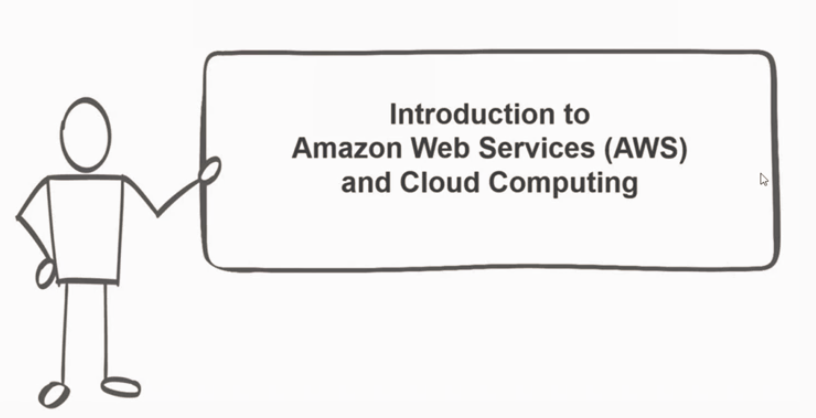 Introduction to
Amazon Web Services (AWS)
and Cloud Computing